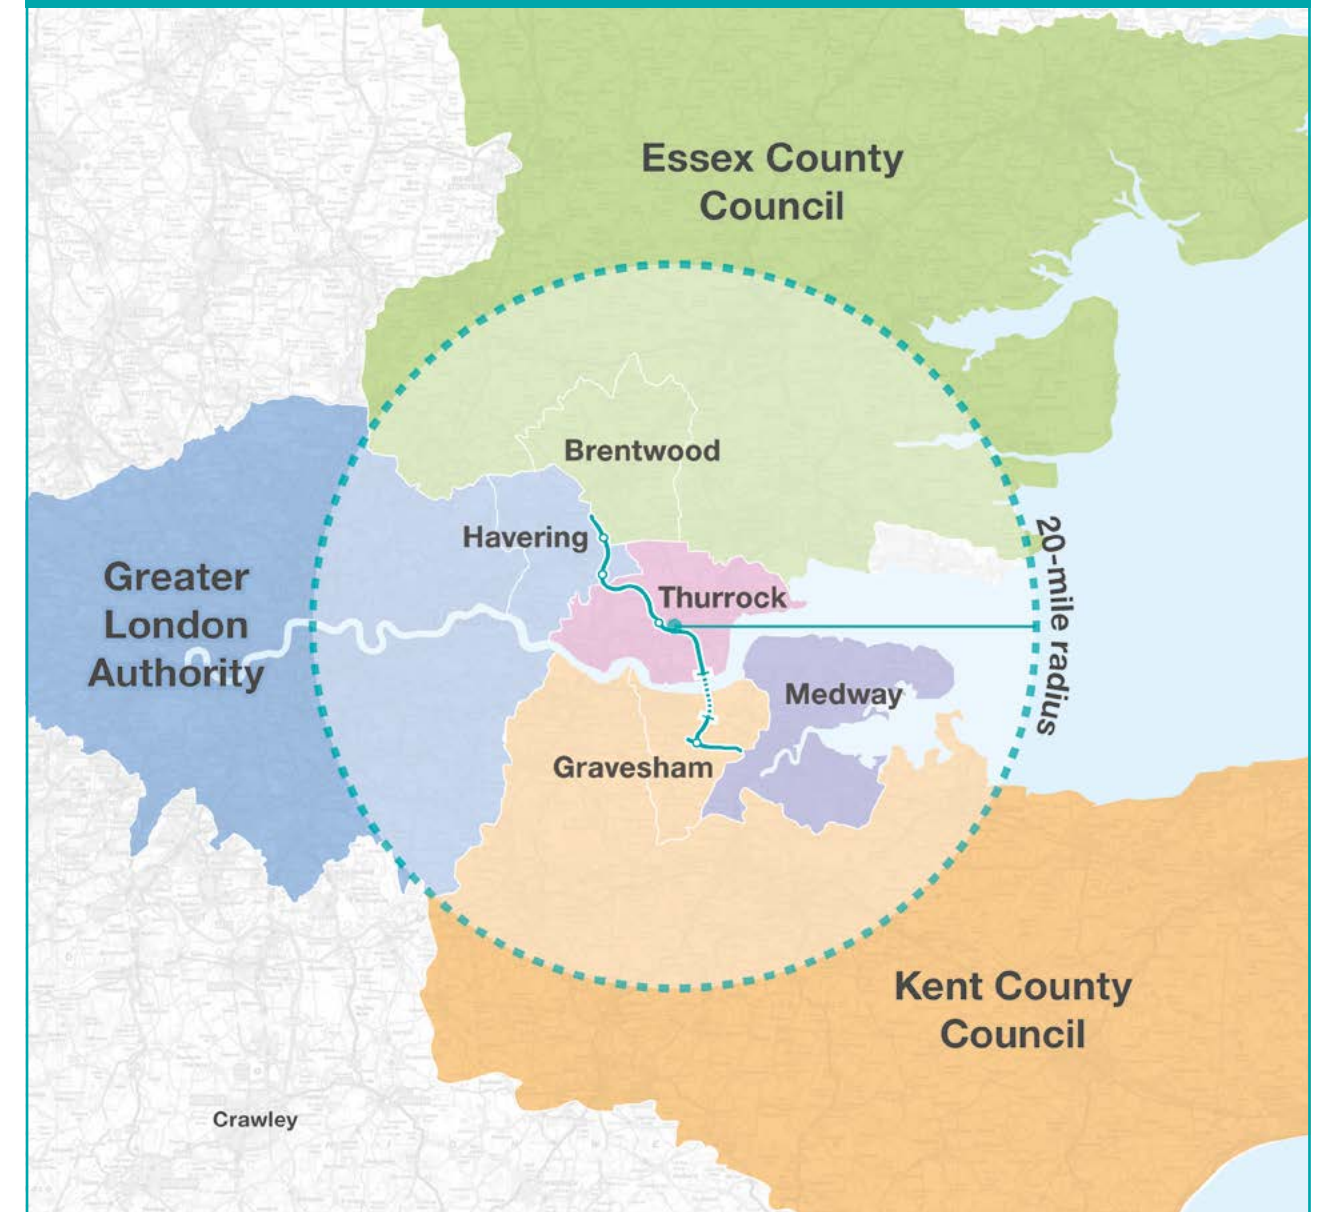 Essex County
Council
Brentwood
Havering
Greater
London
Authority
Thurrock
20-mile radius
Medway
Gravesham
Kent County
Council
Crawley